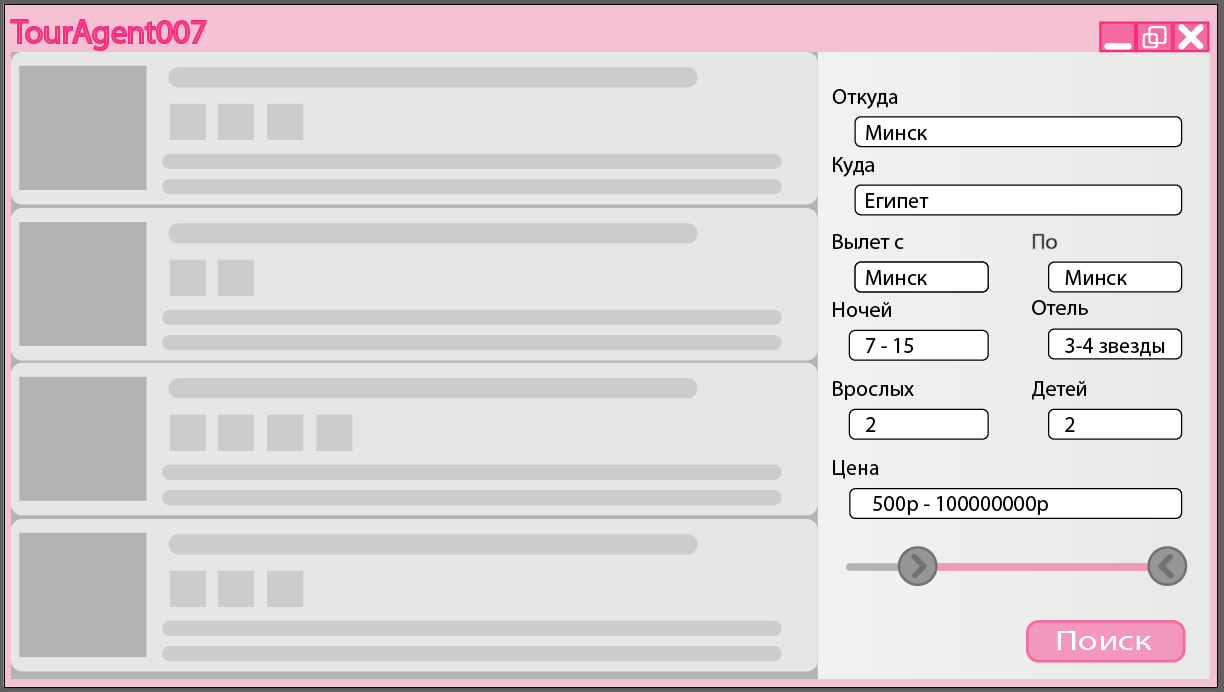 TourAgent007
Откуда
Минск
Куда
Египет
Вылет с По
Минск Минск
Ночей Отель
7 - 15 3-4 звезды
Врослых Детей
2 2
Цена
500р - 100000000р
Поиск